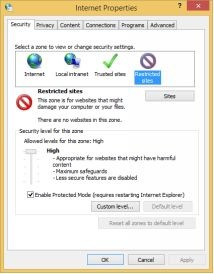 Internet Properties
Security Privacy Content Connections Programs Advanced
Select a zone to view or change security settings.
Internet Local intranet Trusted sites Restricted sites
Restricted sites
Sites
This zone is for websites that might
damage your computer or your files.
There are no websites in this zone.
Security level for this zone
Allowed levels for this zone: High
High
- Appropriate for websites that might have harmful
content
- Maximum safeguards
- Less secure features are disabled
Enable Protected Mode (requires restarting Internet Explorer)
Custom level... Default level
Reset all zones to default level
OK Cancel Apply